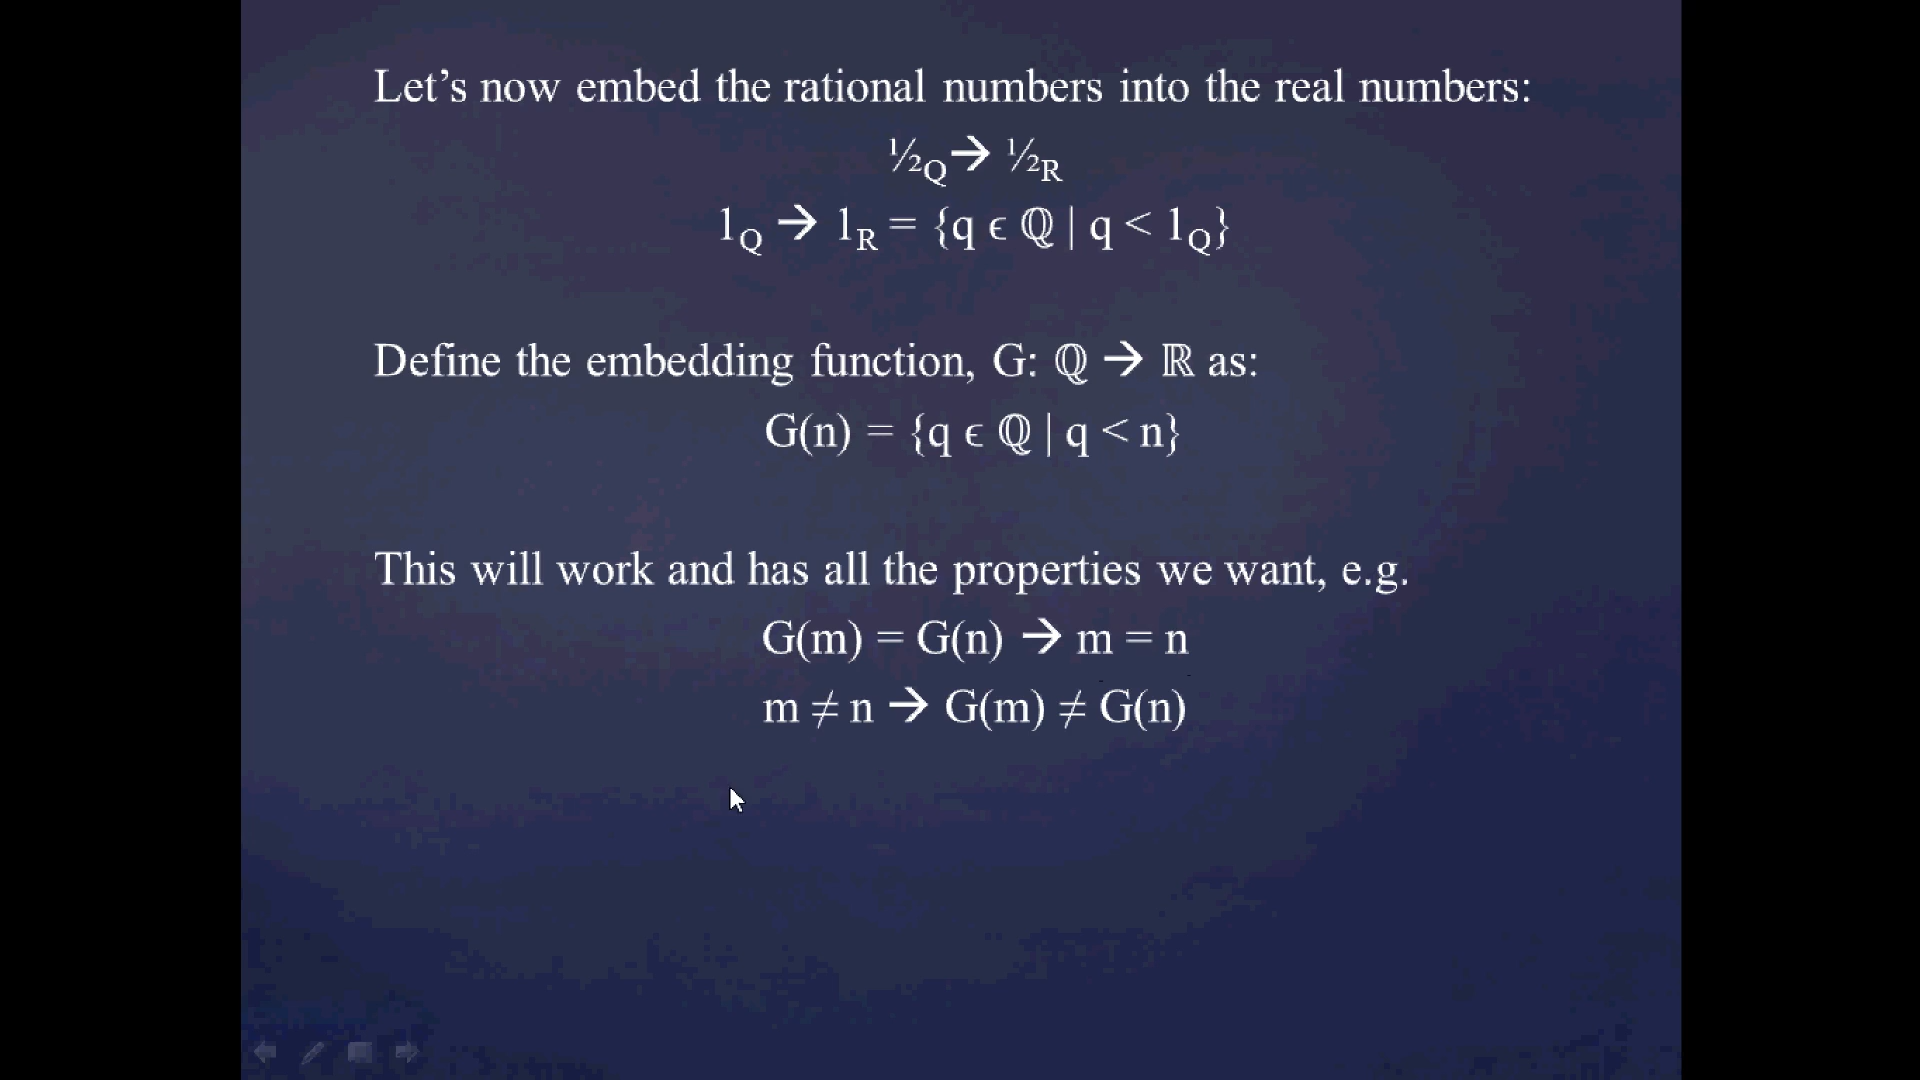 Let’s now embed the rational numbers into the real numbers:
½Q→ ½R
1Q → 1R = {q ϵ ℚ | q < 1Q}
Define the embedding function, G: ℚ → ℝ as:
G(n) = {q ϵ ℚ | q < n}
This will work and has all the properties we want, e.g.
G(m) = G(n) → m = n
m ≠ n → G(m) ≠ G(n)